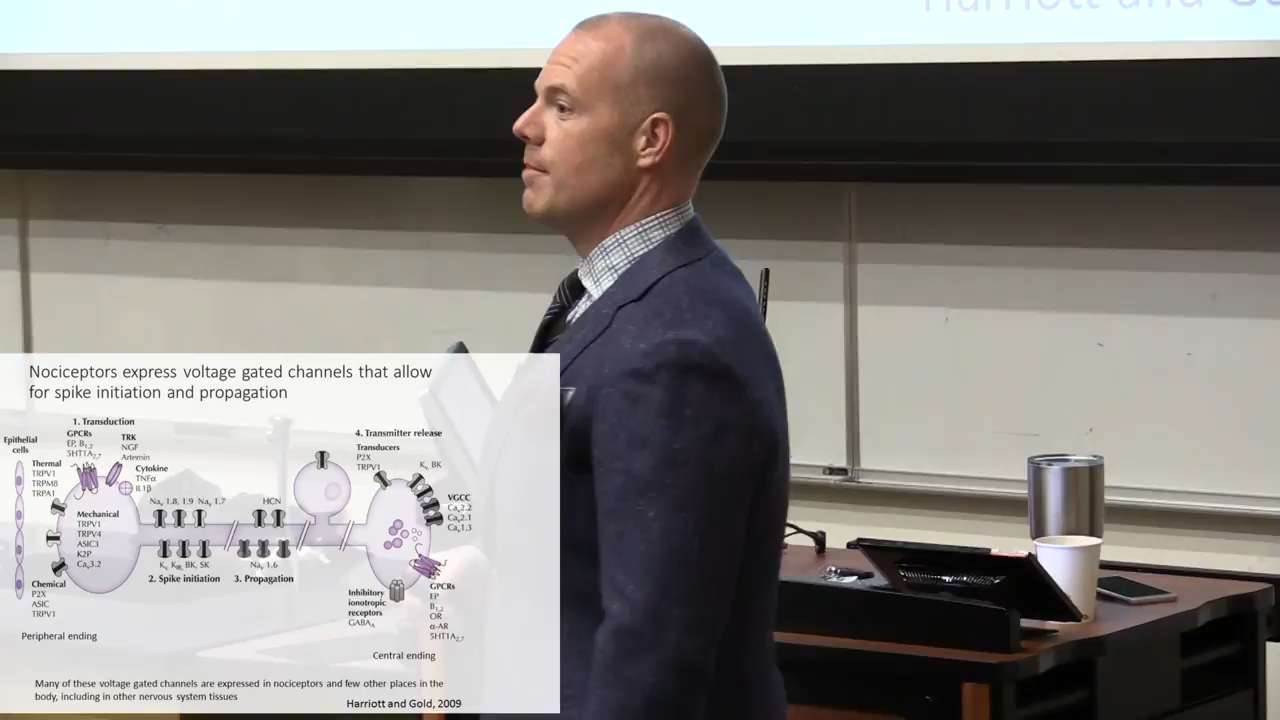 Harriott and G
Nociceptors express voltage gated channels that allow
for spike initiation and propagation
1. Transduction
Epithelial
cells
GPCRs
EP, B1,2
5HT1A2,7
TRK
NGF
Artemin
Cytokine
TNFα
IL1β
Thermal
TRPV1
TRPM8
TRPA1
Mechanical
TRPV1
TRPV4
ASIC3
K2P
Cav3.2
Chemical
P2X
ASIC
TRPV1
Peripheral ending
Nav 1.8, 1.9 Nav 1.7
Kv KIR, BK, SK
2. Spike initiation
HCN
Nav 1.6
3. Propagation
4. Transmitter release
Transducers
P2X
TRPV1
Kv BK
VGCC
Cav2.2
Cav2.1
Cav1.3
Inhibitory
ionotropic
receptors
GABAA
GPCRs
EP
B1,2
OR
α-AR
5HT1A2,7
Central ending
Many of these voltage gated channels are expressed in nociceptors and few other places in the
body, including in other nervous system tissues
Harriott and Gold, 2009